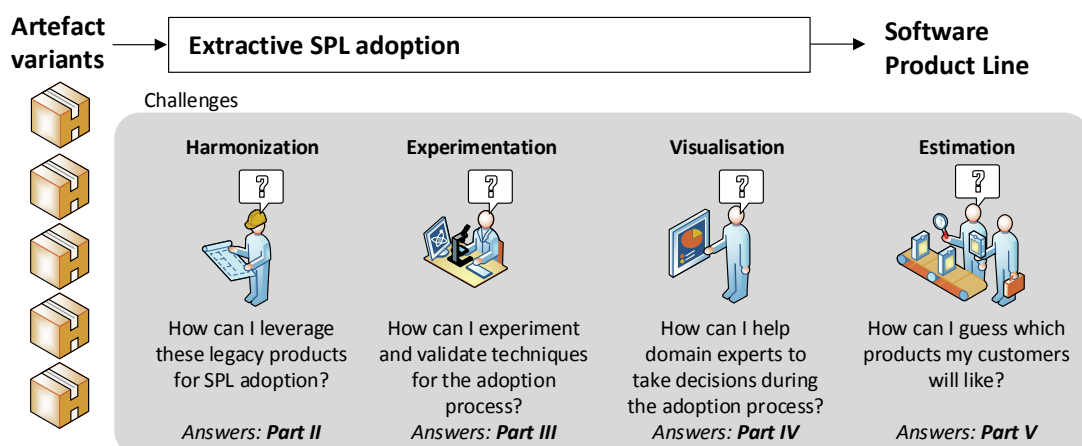 Artefact
variants
Extractive SPL adoption
Software
Product Line
Challenges
Harmonization
?
How can I leverage
these legacy products
for SPL adoption?
Answers: Part II
Experimentation
?
How can I experiment
and validate techniques
for the adoption
process?
Answers: Part III
Visualisation
?
How can I help
domain experts to
take decisions during
the adoption process?
Answers: Part IV
Estimation
?
How can I guess which
products my customers
will like?
Answers: Part V